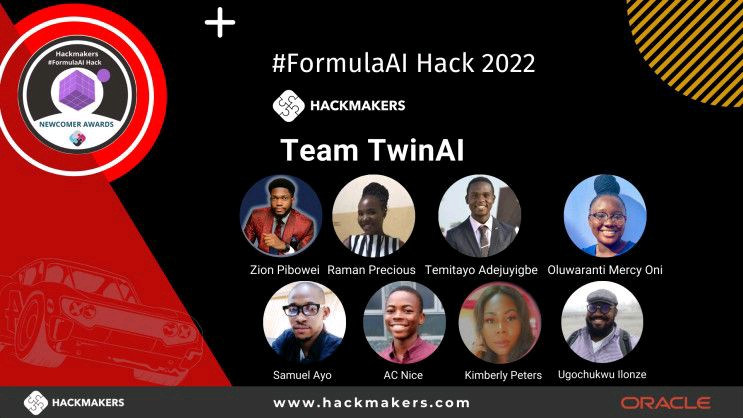 Hackmakers
#FormulaAI Hack
NEWCOMER AWARDS
#FormulaAI Hack 2022
HACKMAKERS
Team TwinAI
Zion Pibowei
Raman Precious
Temitayo Adejuyigbe
Oluwaranti Mercy Oni
Samuel Ayo
AC Nice
Kimberly Peters
Ugochukwu Ilonze
HACKMAKERS
www.hackmakers.com
ORACLE